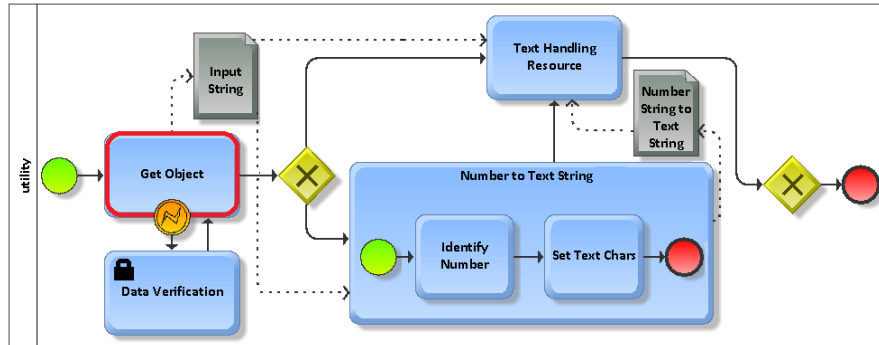 utility
Input
String
Text Handling
Resource
Number
String to
Text
String
Get Object
Number to Text String
Identify
Number
Set Text Chars
Data Verification